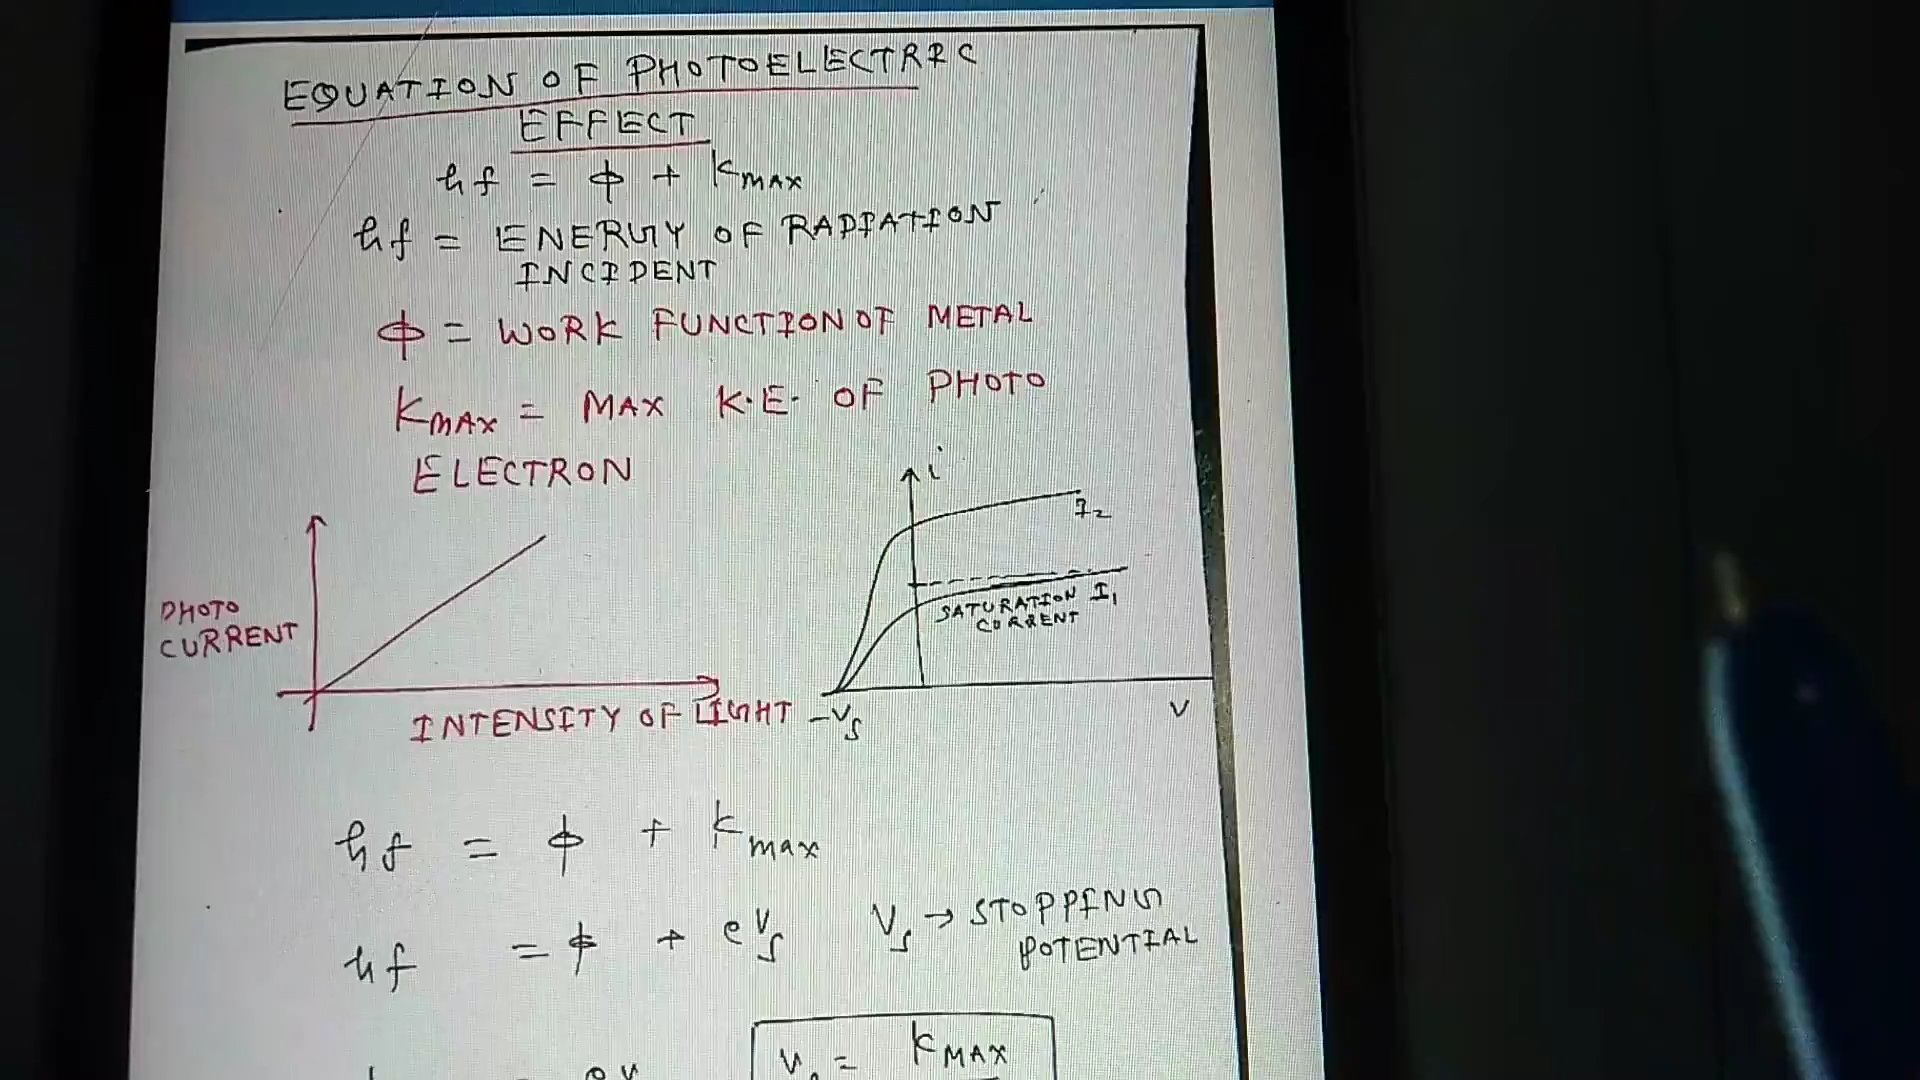 EQUATION OF PHOTOELECTRIC
EFFECT
hf = ϕ + KMAX
hf = ENERGY OF RADIATION
INCIDENT
ϕ = WORK FUNCTION OF METAL
KMAX = MAX K.E. OF PHOTO
ELECTRON
i
I2
PHOTO
CURRENT
SATURATION I1
CURRENT
INTENSITY OF LIGHT
-Vs
V
hf = ϕ + Kmax
hf = ϕ + eVs
Vs → STOPPING
POTENTIAL
= KMAX